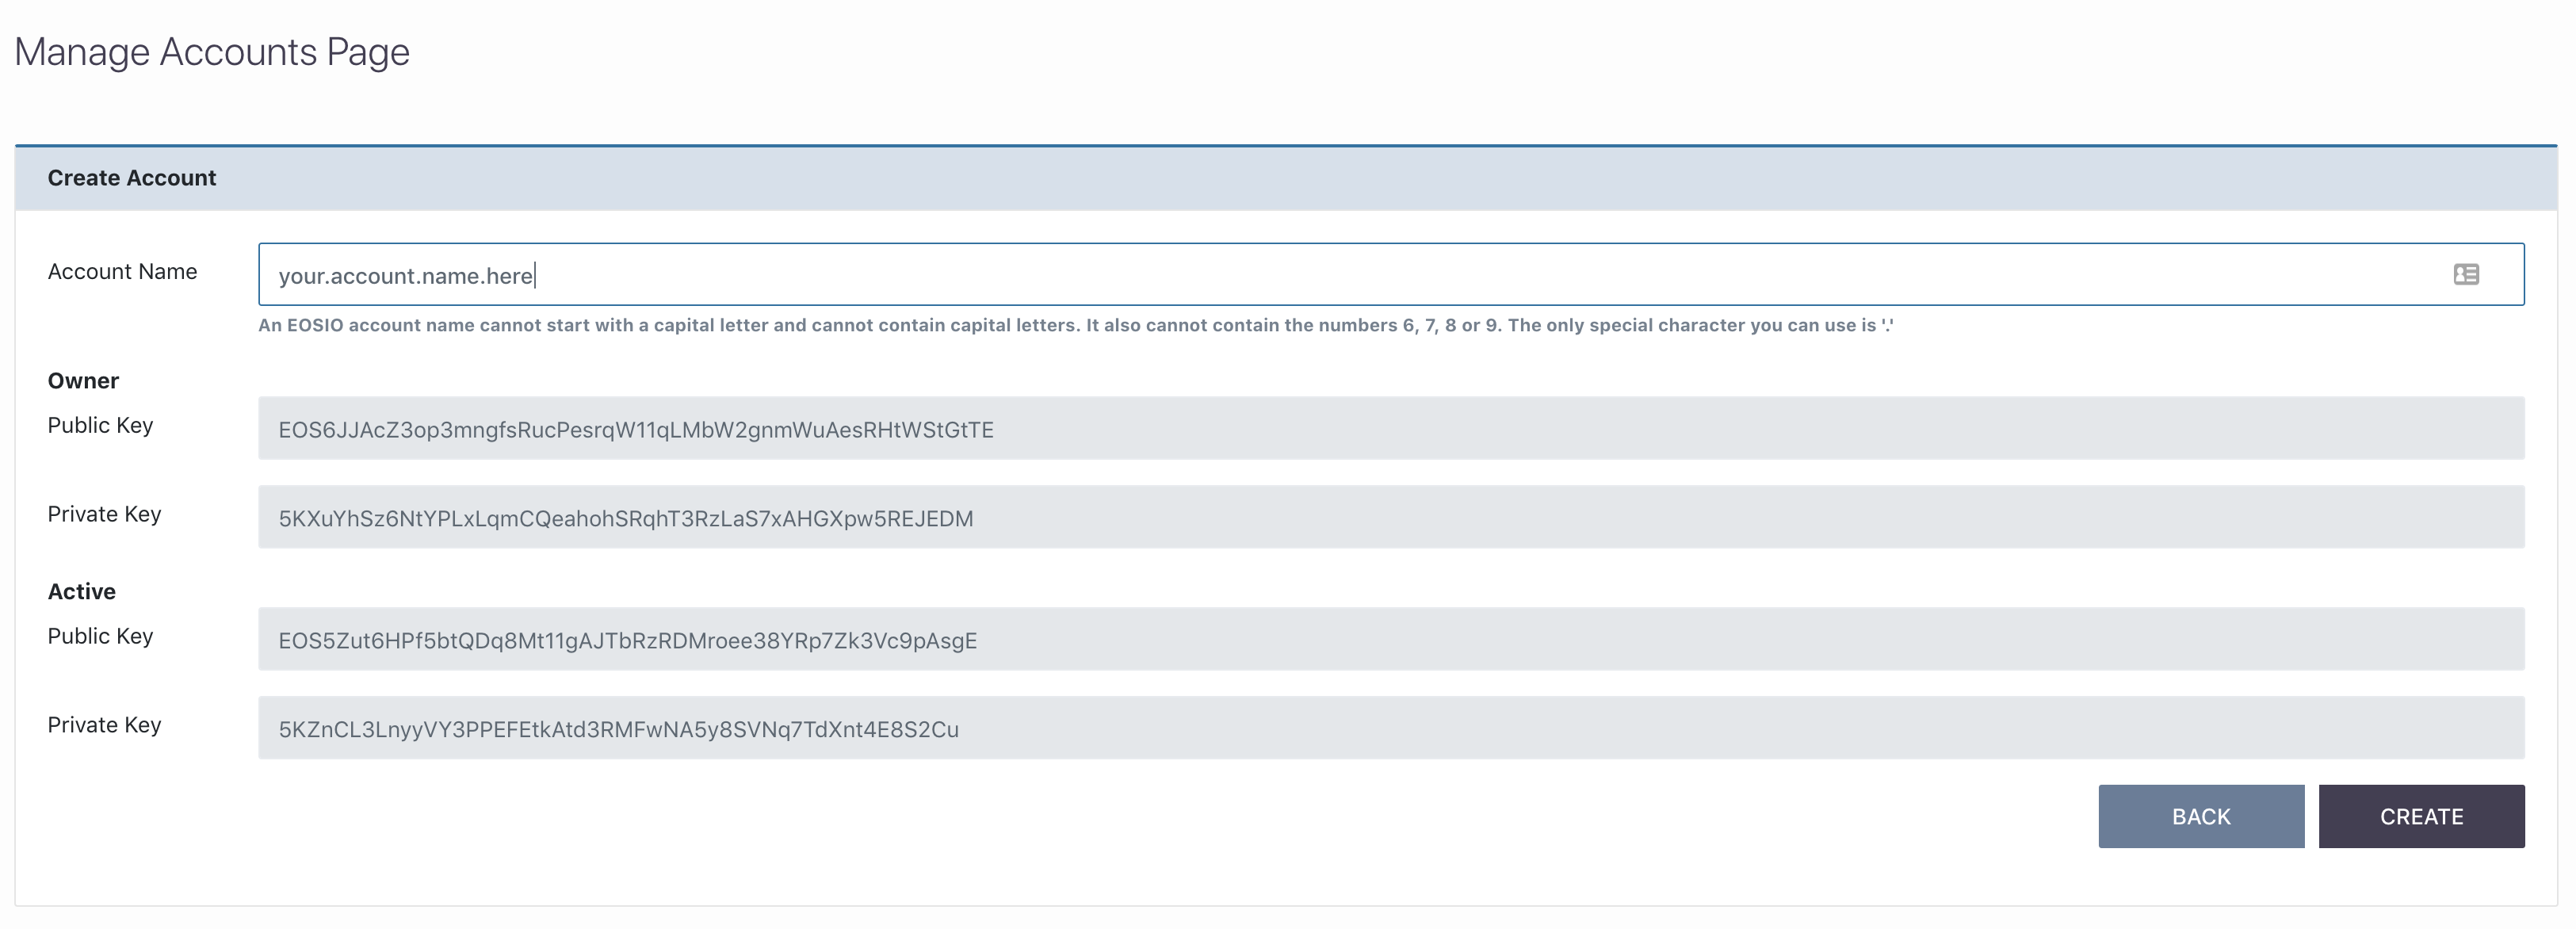 Manage Accounts Page
Create Account
Account Name
your.account.name.here
An EOSIO account name cannot start with a capital letter and cannot contain capital letters. It also cannot contain the numbers 6, 7, 8 or 9. The only special character you can use is '.'
Owner
Public Key
EOS6JJAcZ3op3mngfsRucPesrqW11qLMbW2gnmWuAesRHtWStGtTE
Private Key
5KXuYhSz6NtYPLxLqmCQeahohSRqhT3RzLaS7xAHGXpw5REJEDM
Active
Public Key
EOS5Zut6HPf5btQDq8Mt11gAJTbRzRDMroee38YRp7Zk3Vc9pAsgE
Private Key
5KZnCL3LnyyVY3PPEFEtkAtd3RMFwNA5y8SVNq7TdXnt4E8S2Cu
BACK
CREATE